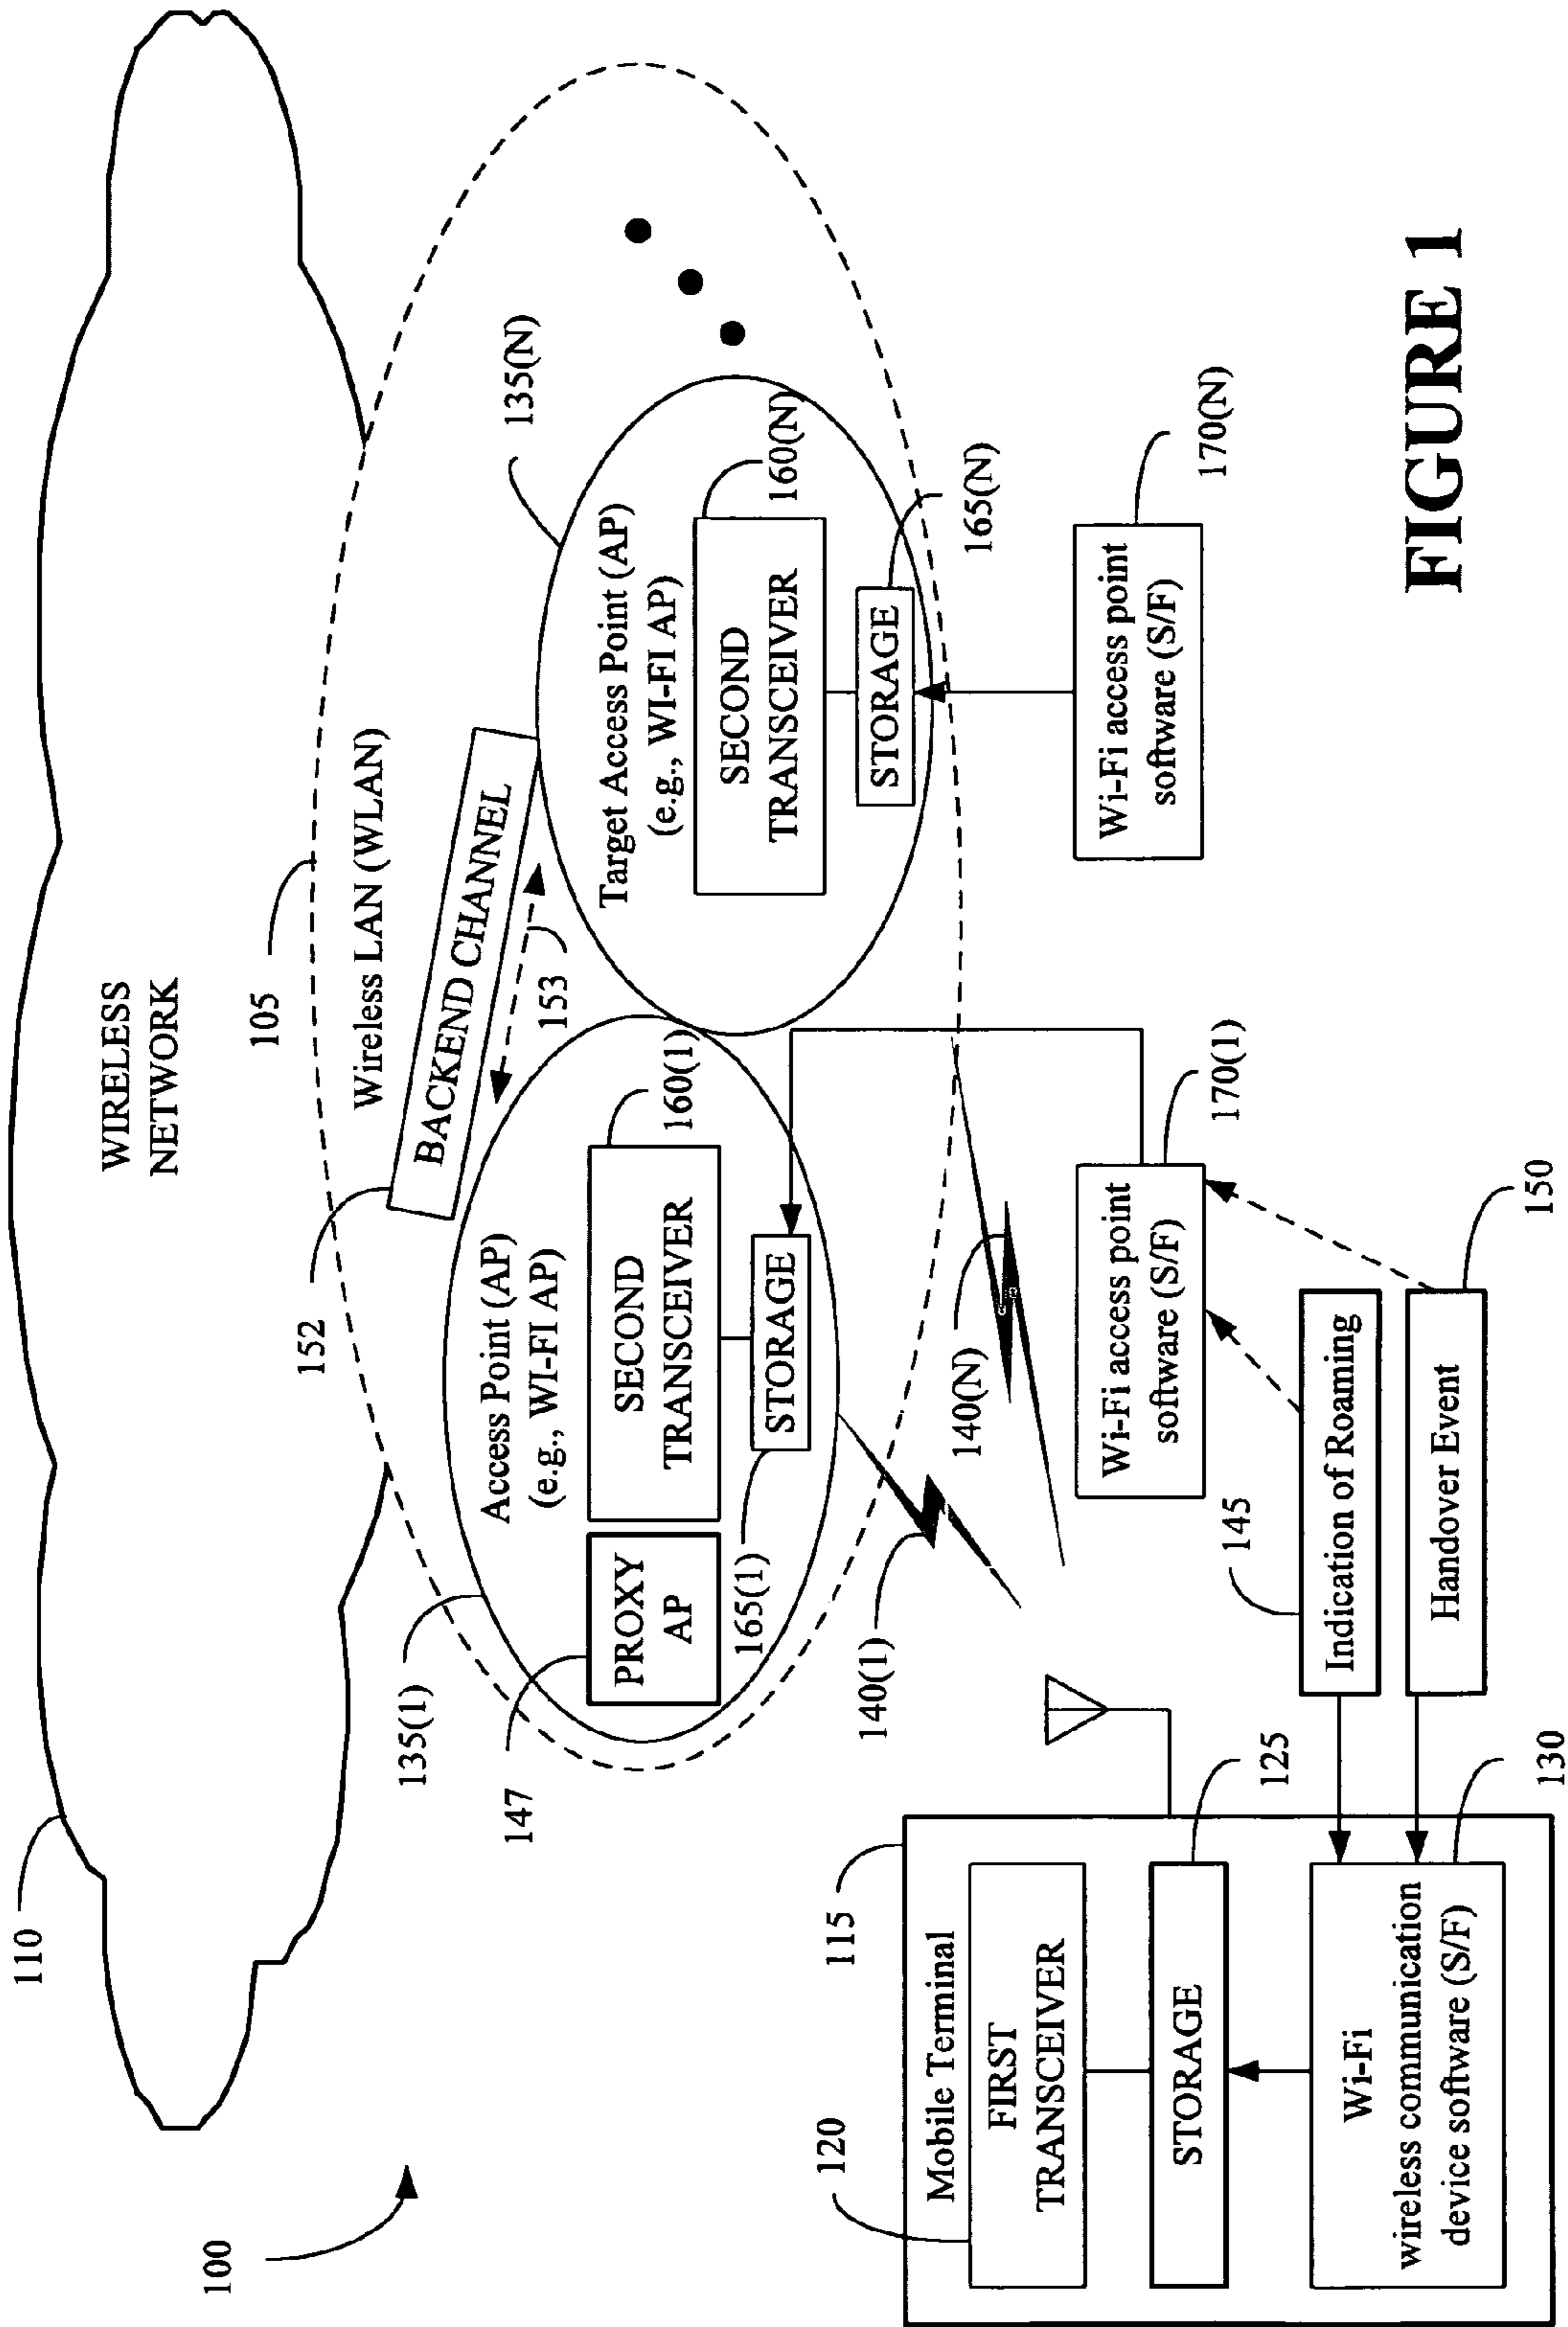 100
110
WIRELESS
NETWORK
105
Wireless LAN (WLAN)
152
BACKEND CHANNEL
153
135(1)
147
Access Point (AP)
(e.g., WI-FI AP)
PROXY
AP
SECOND
TRANSCEIVER
160(1)
STORAGE
165(1)
135(N)
Target Access Point (AP)
(e.g., WI-FI AP)
SECOND
TRANSCEIVER
160(N)
STORAGE
165(N)
140(1)
140(N)
115
Mobile Terminal
120
FIRST
TRANSCEIVER
125
STORAGE
130
Wi-Fi
wireless communication
device software (S/F)
145
Indication of Roaming
150
Handover Event
170(1)
Wi-Fi access point
software (S/F)
170(N)
Wi-Fi access point
software (S/F)
FIGURE 1